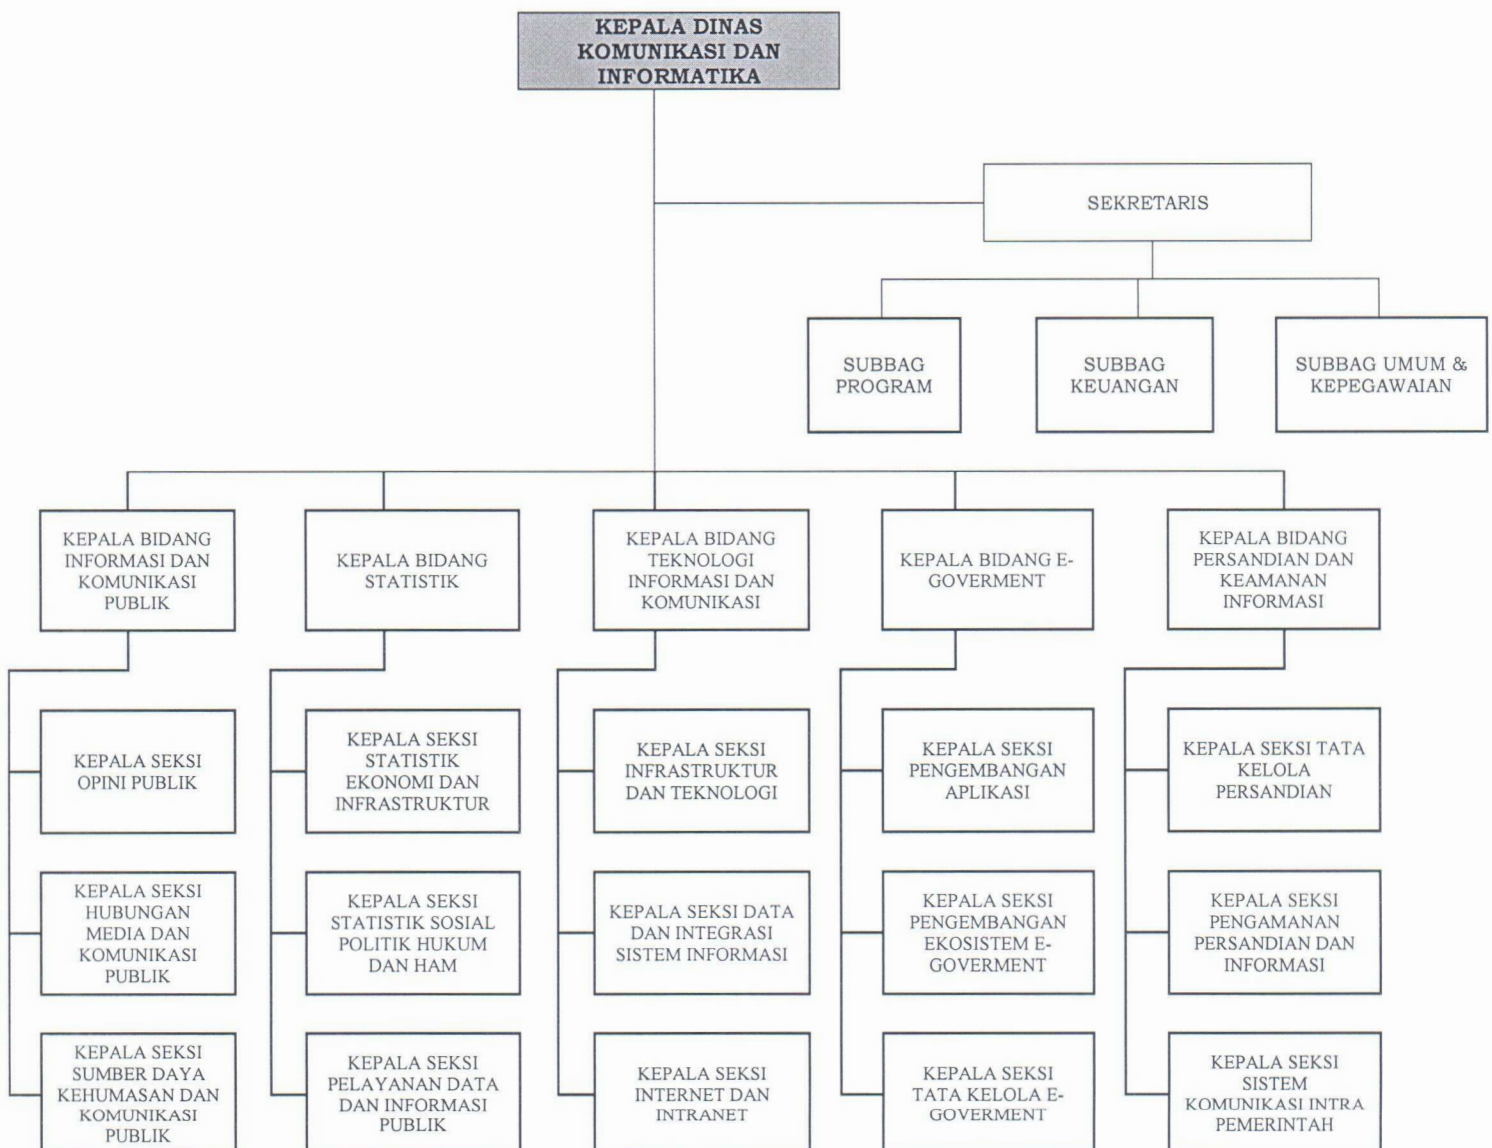 KEPALA DINAS
KOMUNIKASI DAN
INFORMATIKA
SEKRETARIS
SUBBAG
PROGRAM
SUBBAG
KEUANGAN
SUBBAG UMUM &
KEPEGAWAIAN
KEPALA BIDANG
INFORMASI DAN
KOMUNIKASI
PUBLIK
KEPALA BIDANG
STATISTIK
KEPALA BIDANG
TEKNOLOGI
INFORMASI DAN
KOMUNIKASI
KEPALA BIDANG E-
GOVERMENT
KEPALA BIDANG
PERSANDIAN DAN
KEAMANAN
INFORMASI
KEPALA SEKSI
OPINI PUBLIK
KEPALA SEKSI
STATISTIK
EKONOMI DAN
INFRASTRUKTUR
KEPALA SEKSI
INFRASTRUKTUR
DAN TEKNOLOGI
KEPALA SEKSI
PENGEMBANGAN
APLIKASI
KEPALA SEKSI TATA
KELOLA
PERSANDIAN
KEPALA SEKSI
HUBUNGAN
MEDIA DAN
KOMUNIKASI
PUBLIK
KEPALA SEKSI
STATISTIK SOSIAL
POLITIK HUKUM
DAN HAM
KEPALA SEKSI DATA
DAN INTEGRASI
SISTEM INFORMASI
KEPALA SEKSI
PENGEMBANGAN
EKOSISTEM E-
GOVERMENT
KEPALA SEKSI
PENGAMANAN
PERSANDIAN DAN
INFORMASI
KEPALA SEKSI
SUMBER DAYA
KEHUMASAN DAN
KOMUNIKASI
PUBLIK
KEPALA SEKSI
PELAYANAN DATA
DAN INFORMASI
PUBLIK
KEPALA SEKSI
INTERNET DAN
INTRANET
KEPALA SEKSI
TATA KELOLA E-
GOVERMENT
KEPALA SEKSI
SISTEM
KOMUNIKASI INTRA
PEMERINTAH